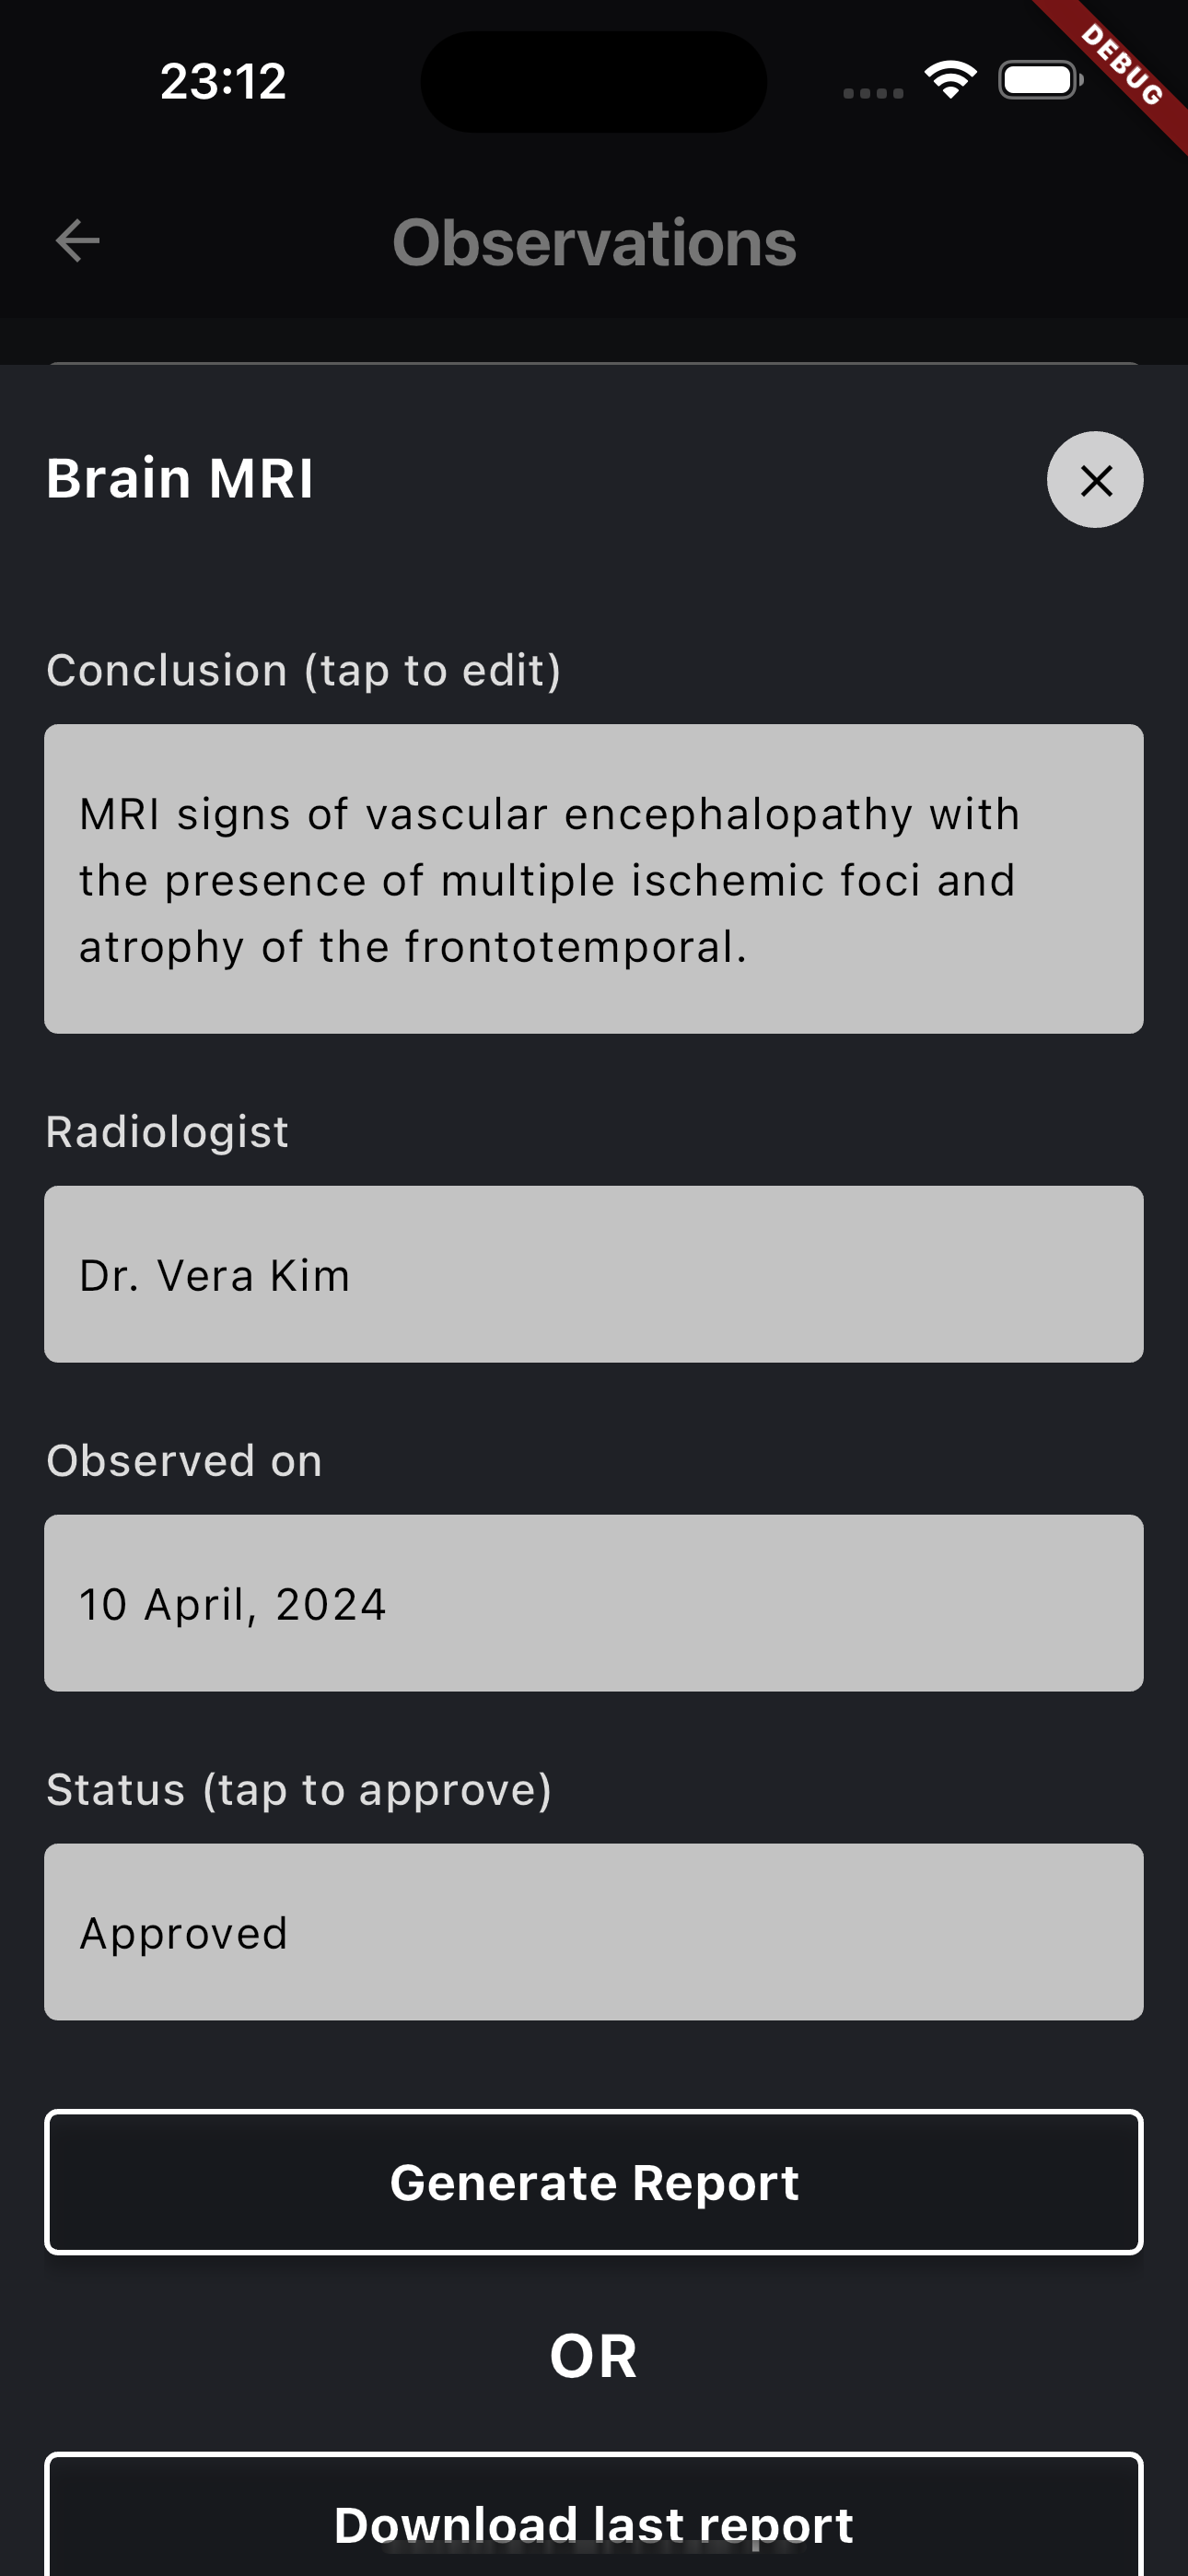 23:12
DEBUG
Observations
Brain MRI
Conclusion (tap to edit)
MRI signs of vascular encephalopathy with
the presence of multiple ischemic foci and
atrophy of the frontotemporal.
Radiologist
Dr. Vera Kim
Observed on
10 April, 2024
Status (tap to approve)
Approved
Generate Report
OR
Download last report